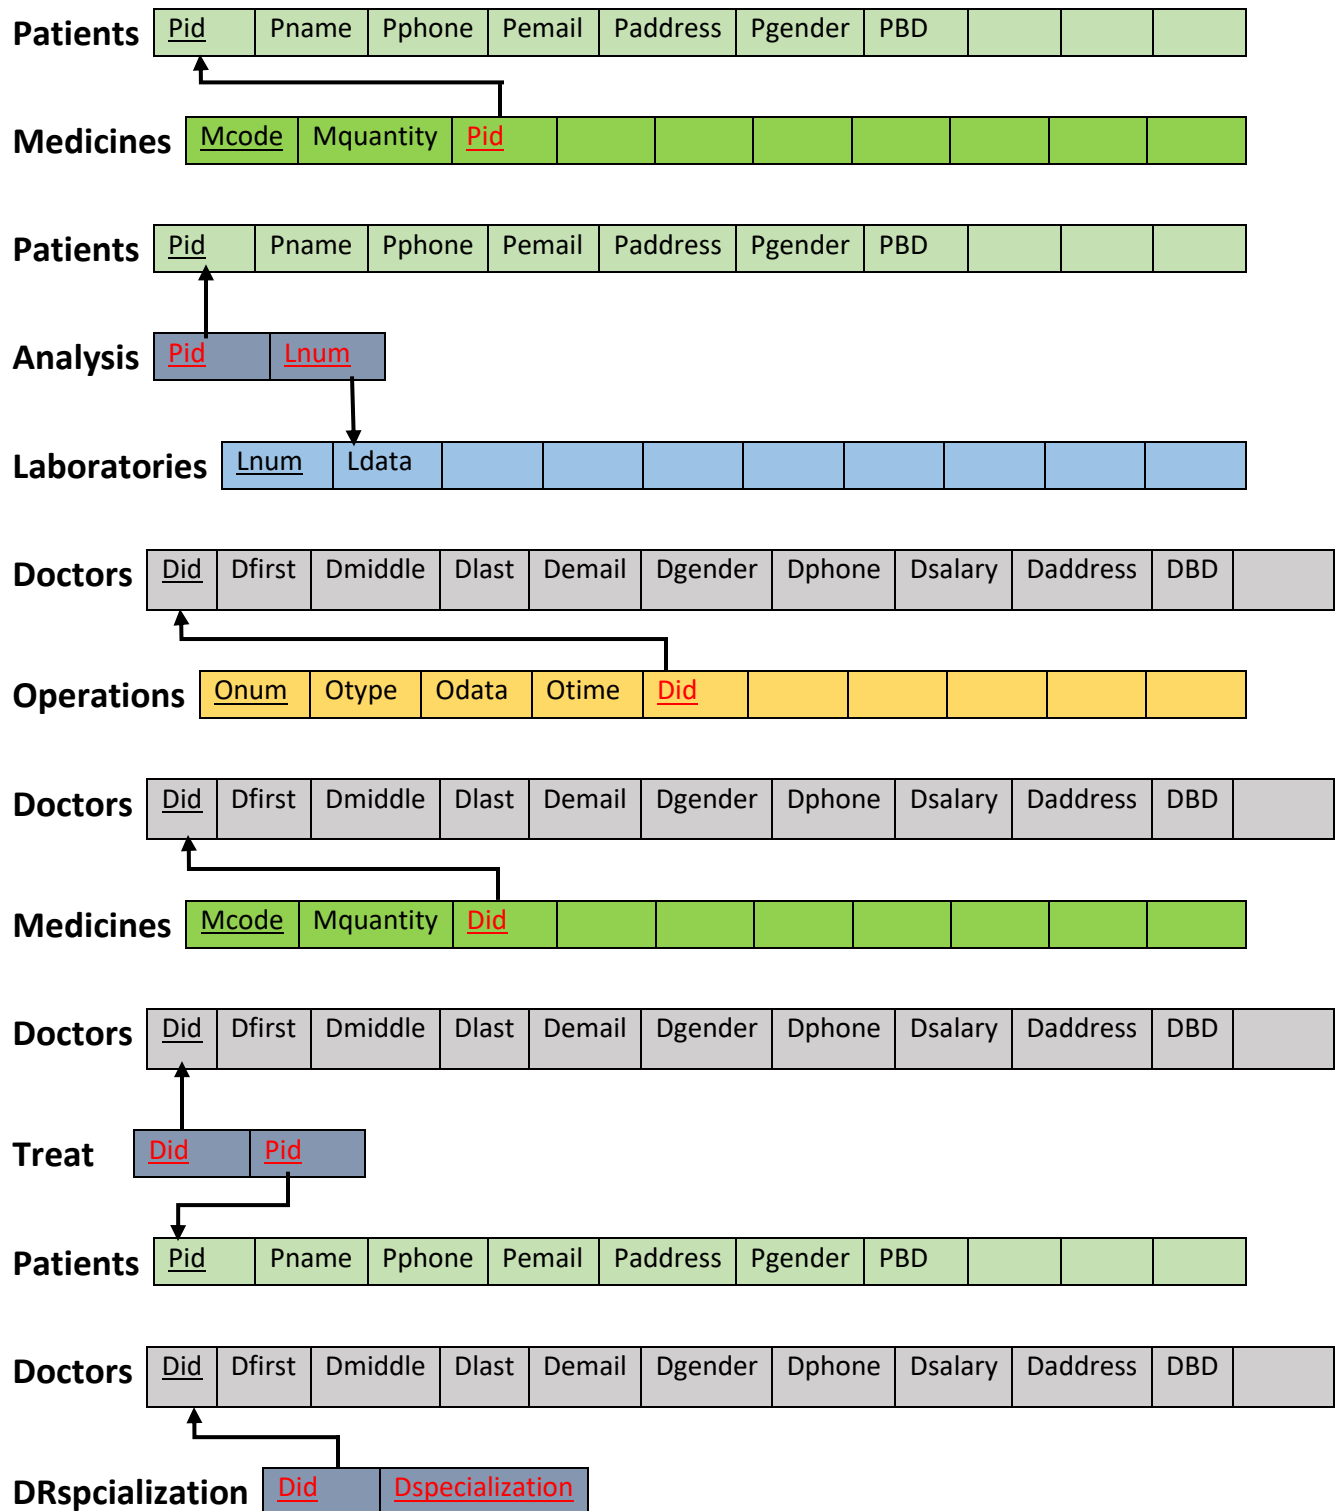 Patients Pid Pname Pphone Pemail Paddress Pgender PBD
Medicines Mcode Mquantity Pid
Patients Pid Pname Pphone Pemail Paddress Pgender PBD
Analysis Pid Lnum
Laboratories Lnum Ldata
Doctors Did Dfirst Dmiddle Dlast Demail Dgender Dphone Dsalary Daddress DBD
Operations Onum Otype Odata Otime Did
Doctors Did Dfirst Dmiddle Dlast Demail Dgender Dphone Dsalary Daddress DBD
Medicines Mcode Mquantity Did
Doctors Did Dfirst Dmiddle Dlast Demail Dgender Dphone Dsalary Daddress DBD
Treat Did Pid
Patients Pid Pname Pphone Pemail Paddress Pgender PBD
Doctors Did Dfirst Dmiddle Dlast Demail Dgender Dphone Dsalary Daddress DBD
DRspcialization Did Dspecialization